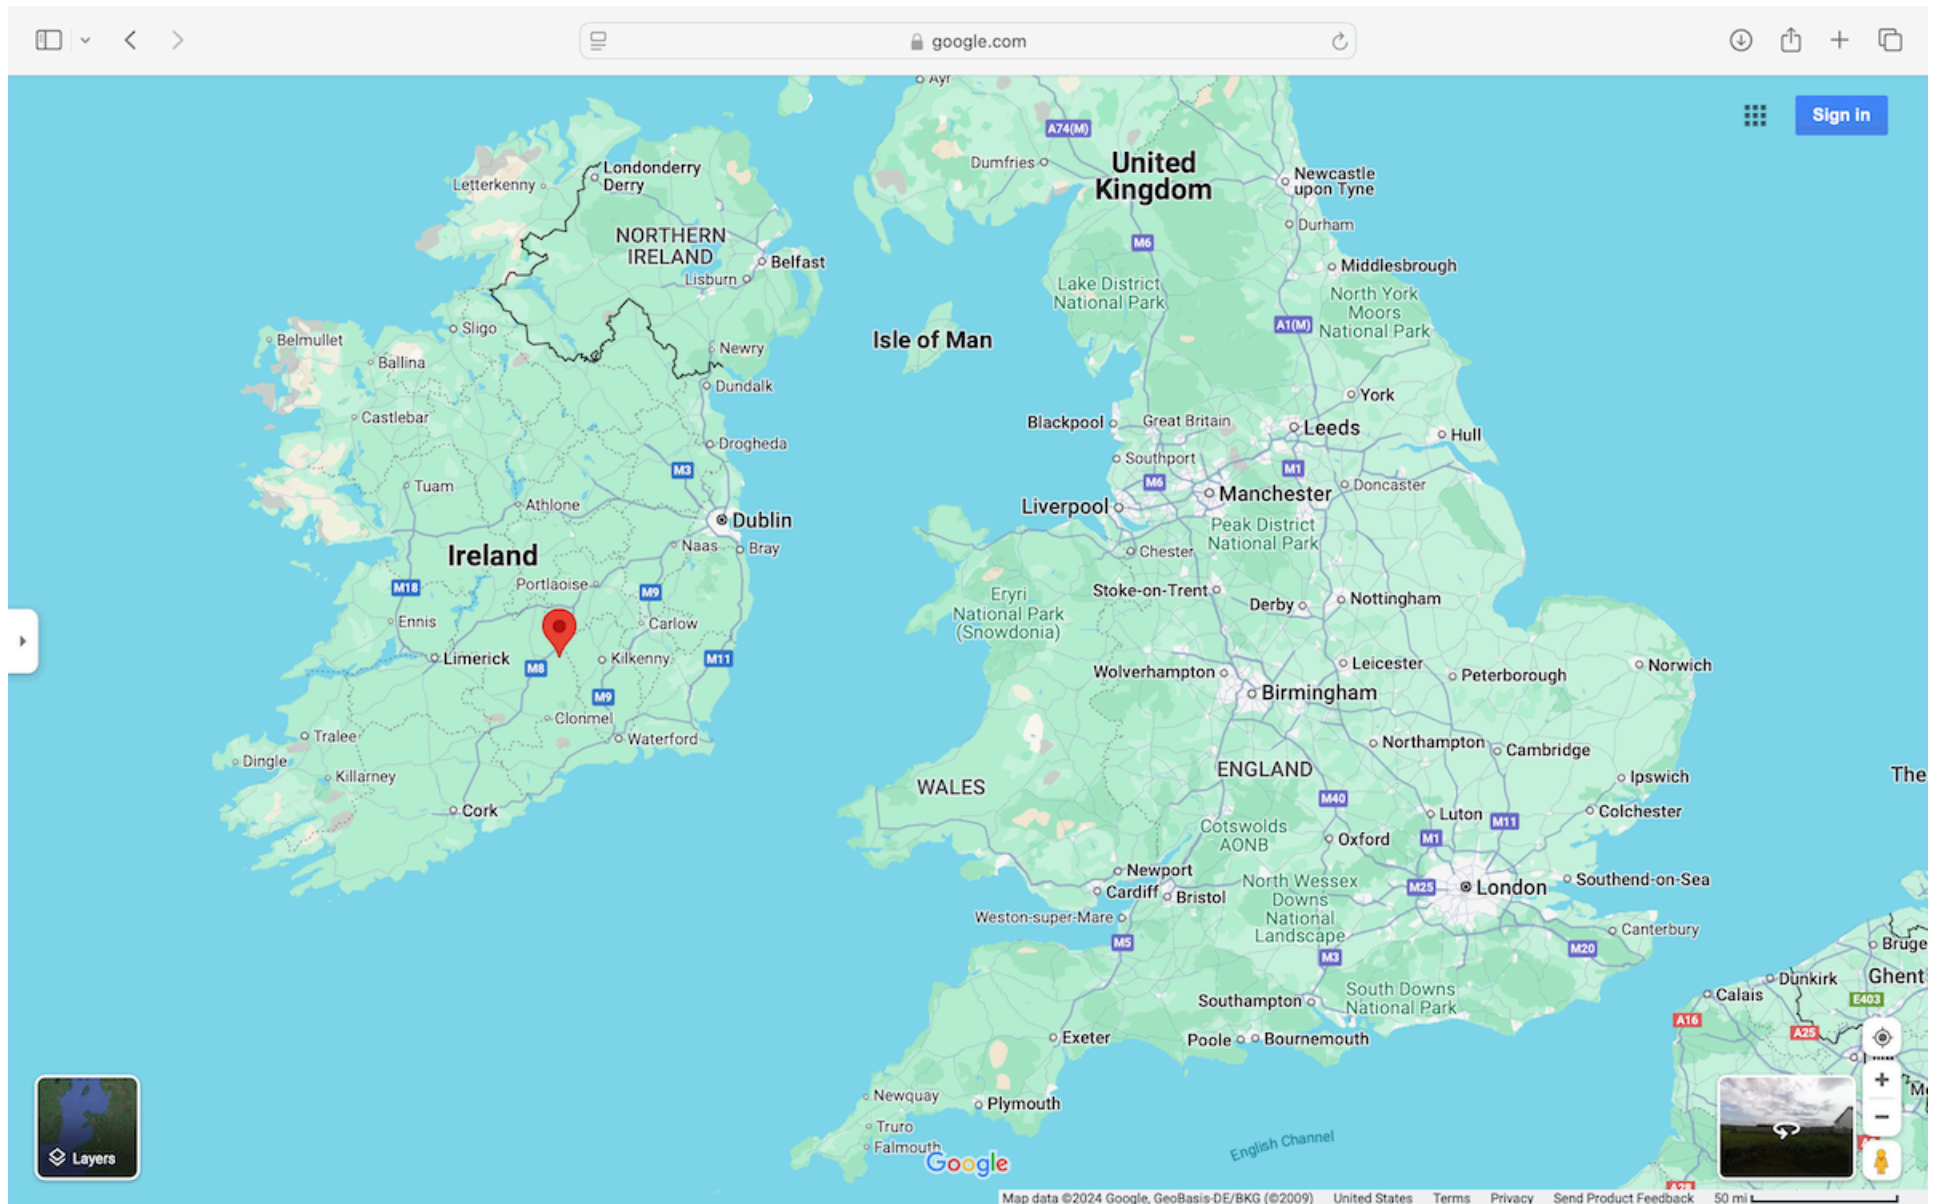 google.com
Sign in
Ayr
A74(M)
Dumfries
United
Kingdom
Newcastle
upon Tyne
Durham
M6
Middlesbrough
Lake District
National Park
North York
Moors
National Park
A1(M)
Londonderry
Derry
Letterkenny
NORTHERN
IRELAND
Belfast
Lisburn
Sligo
Belmullet
Ballina
Newry
Isle of Man
Dundalk
Castlebar
York
Blackpool
Great Britain
Leeds
Hull
Drogheda
Southport
M3
M1
M6
Tuam
Athlone
Manchester
Doncaster
Liverpool
Dublin
Peak District
National Park
Ireland
Naas
Bray
Chester
Portlaoise
M18
M9
Stoke-on-Trent
Derby
Nottingham
Eryri
National Park
(Snowdonia)
Ennis
Carlow
Limerick
M8
Kilkenny
M11
Wolverhampton
Leicester
Peterborough
Norwich
Birmingham
M9
Clonmel
Waterford
Tralee
Dingle
Killarney
Northampton
Cambridge
ENGLAND
Ipswich
The
WALES
M40
Cork
Luton
M11
Colchester
Cotswolds
AONB
Oxford
M1
Newport
Cardiff
Bristol
North Wessex
Downs
National
Landscape
M25
London
Southend-on-Sea
Weston-super-Mare
M5
M3
M20
Canterbury
Bruge
Dunkirk
Ghent
Calais
E403
Southampton
South Downs
National Park
A16
A25
Exeter
Poole
Bournemouth
Newquay
Plymouth
Truro
Falmouth
English Channel
Layers
Google
Map data ©2024 Google, GeoBasis-DE/BKG (©2009)
United States
Terms
Privacy
Send Product Feedback
50 mi